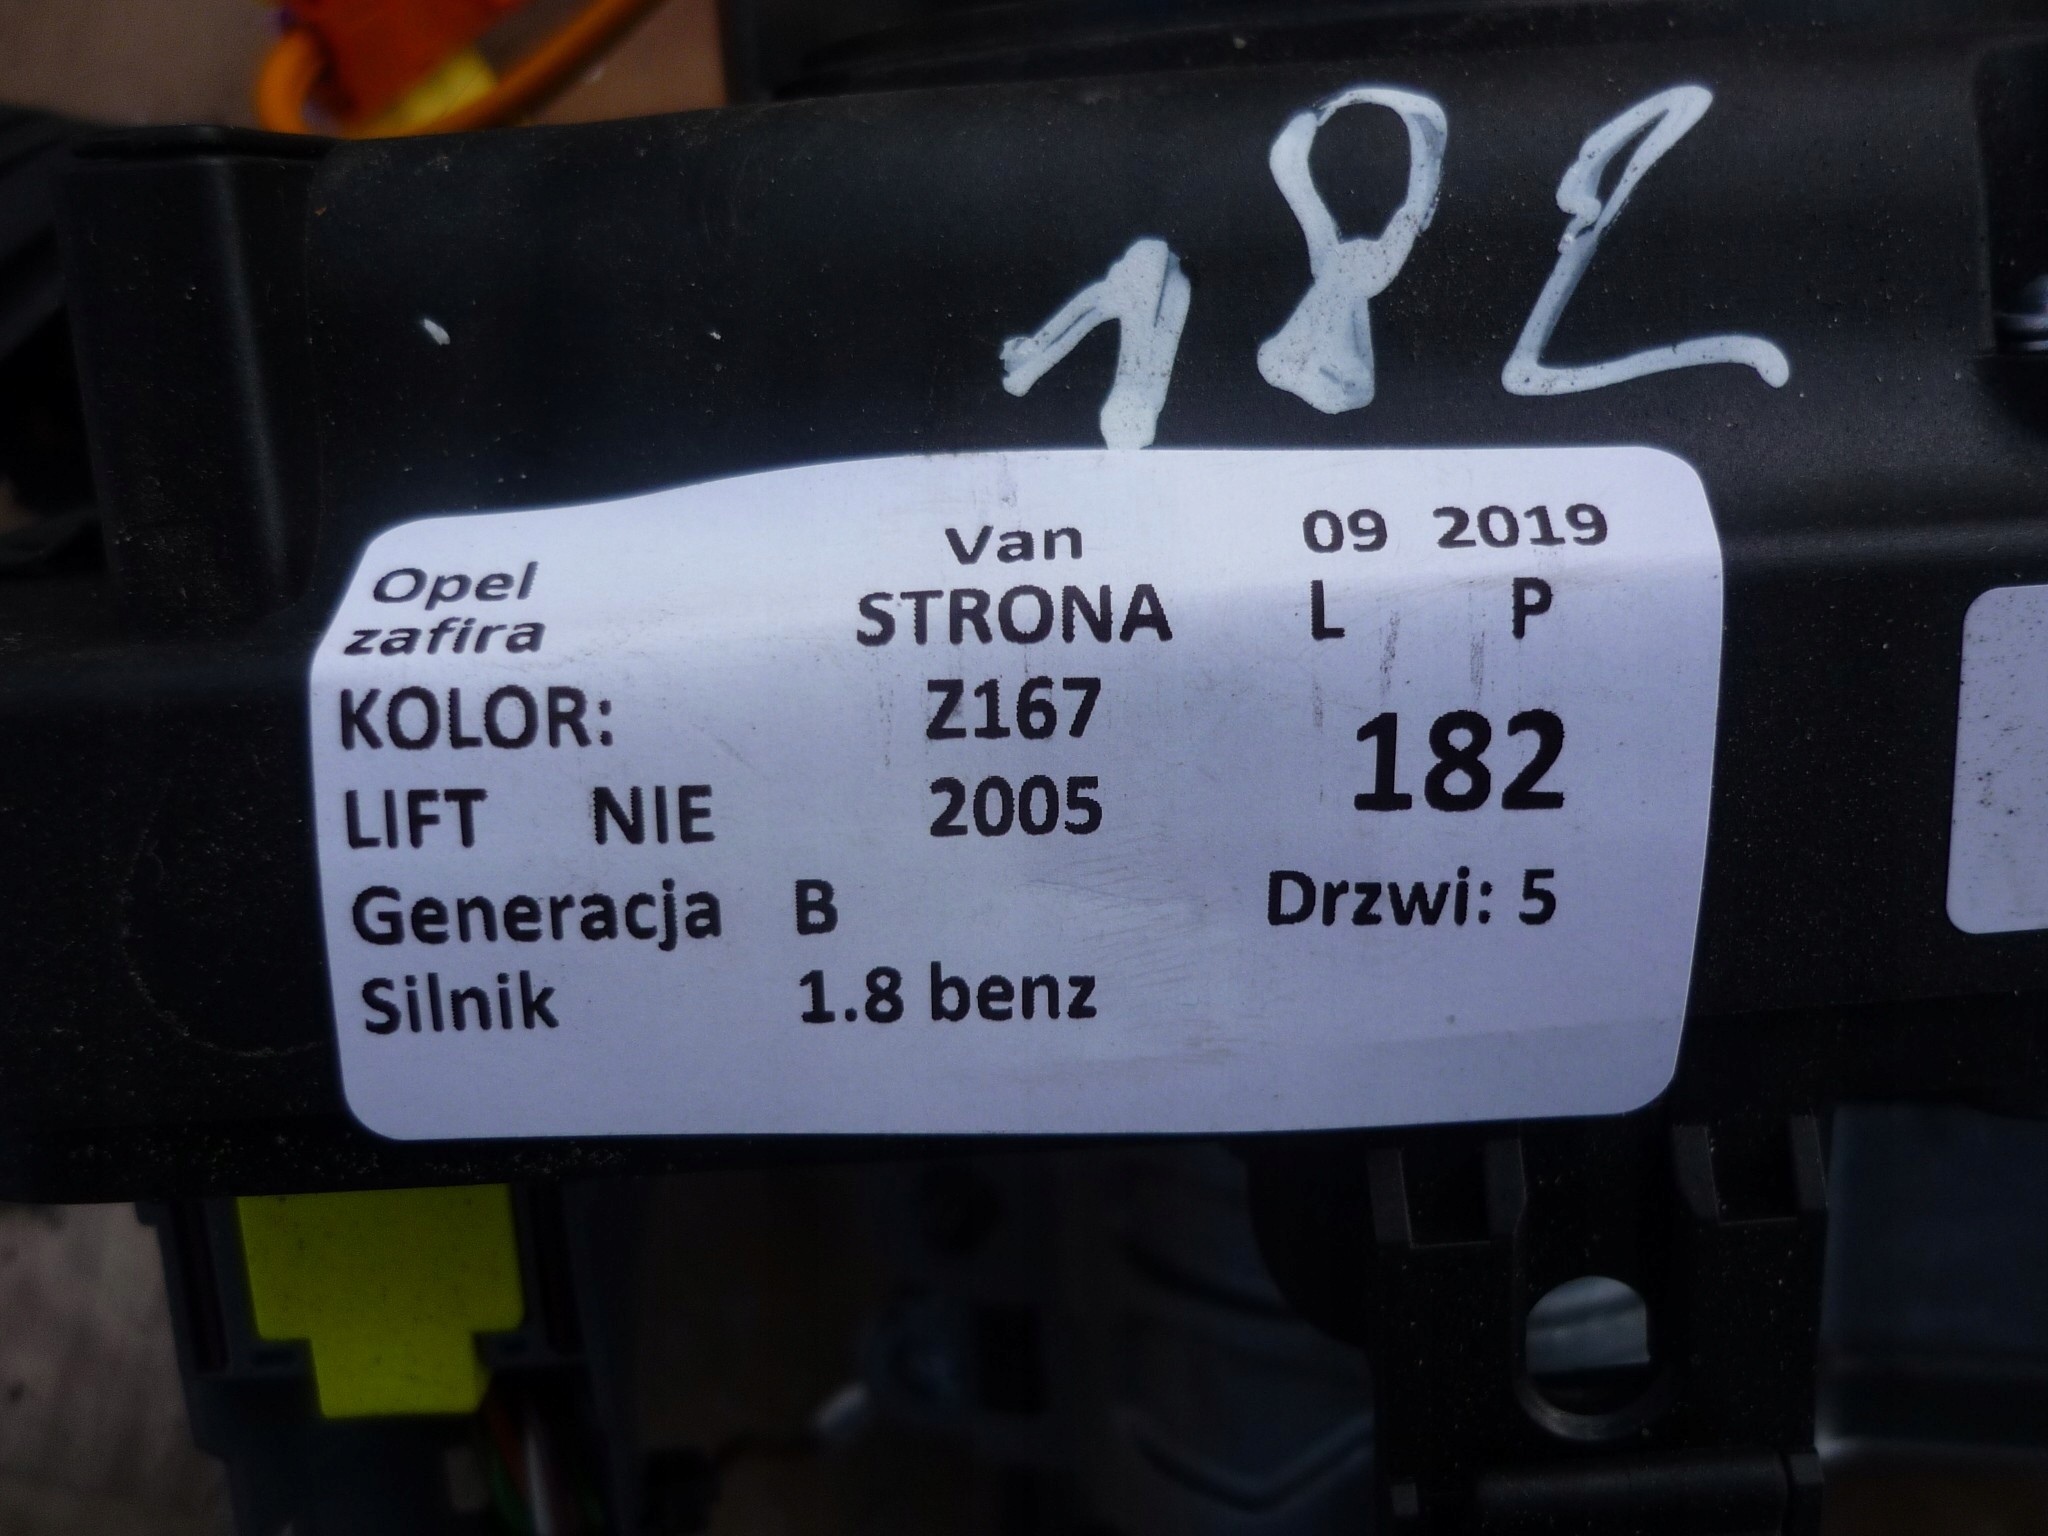 182
Van 09 2019
Opel
zafira STRONA L P
KOLOR: Z167
182
LIFT NIE 2005
Generacja B Drzwi: 5
Silnik 1.8 benz